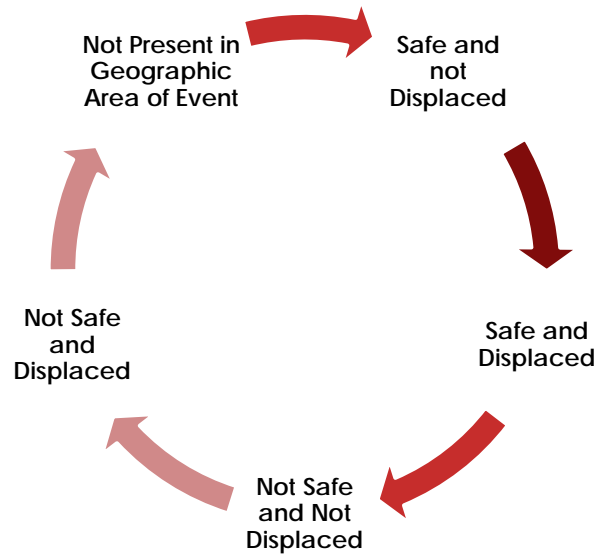 Not Present in
Geographic
Area of Event
Safe and
not
Displaced
Safe and
Displaced
Not Safe
and Not
Displaced
Not Safe
and
Displaced